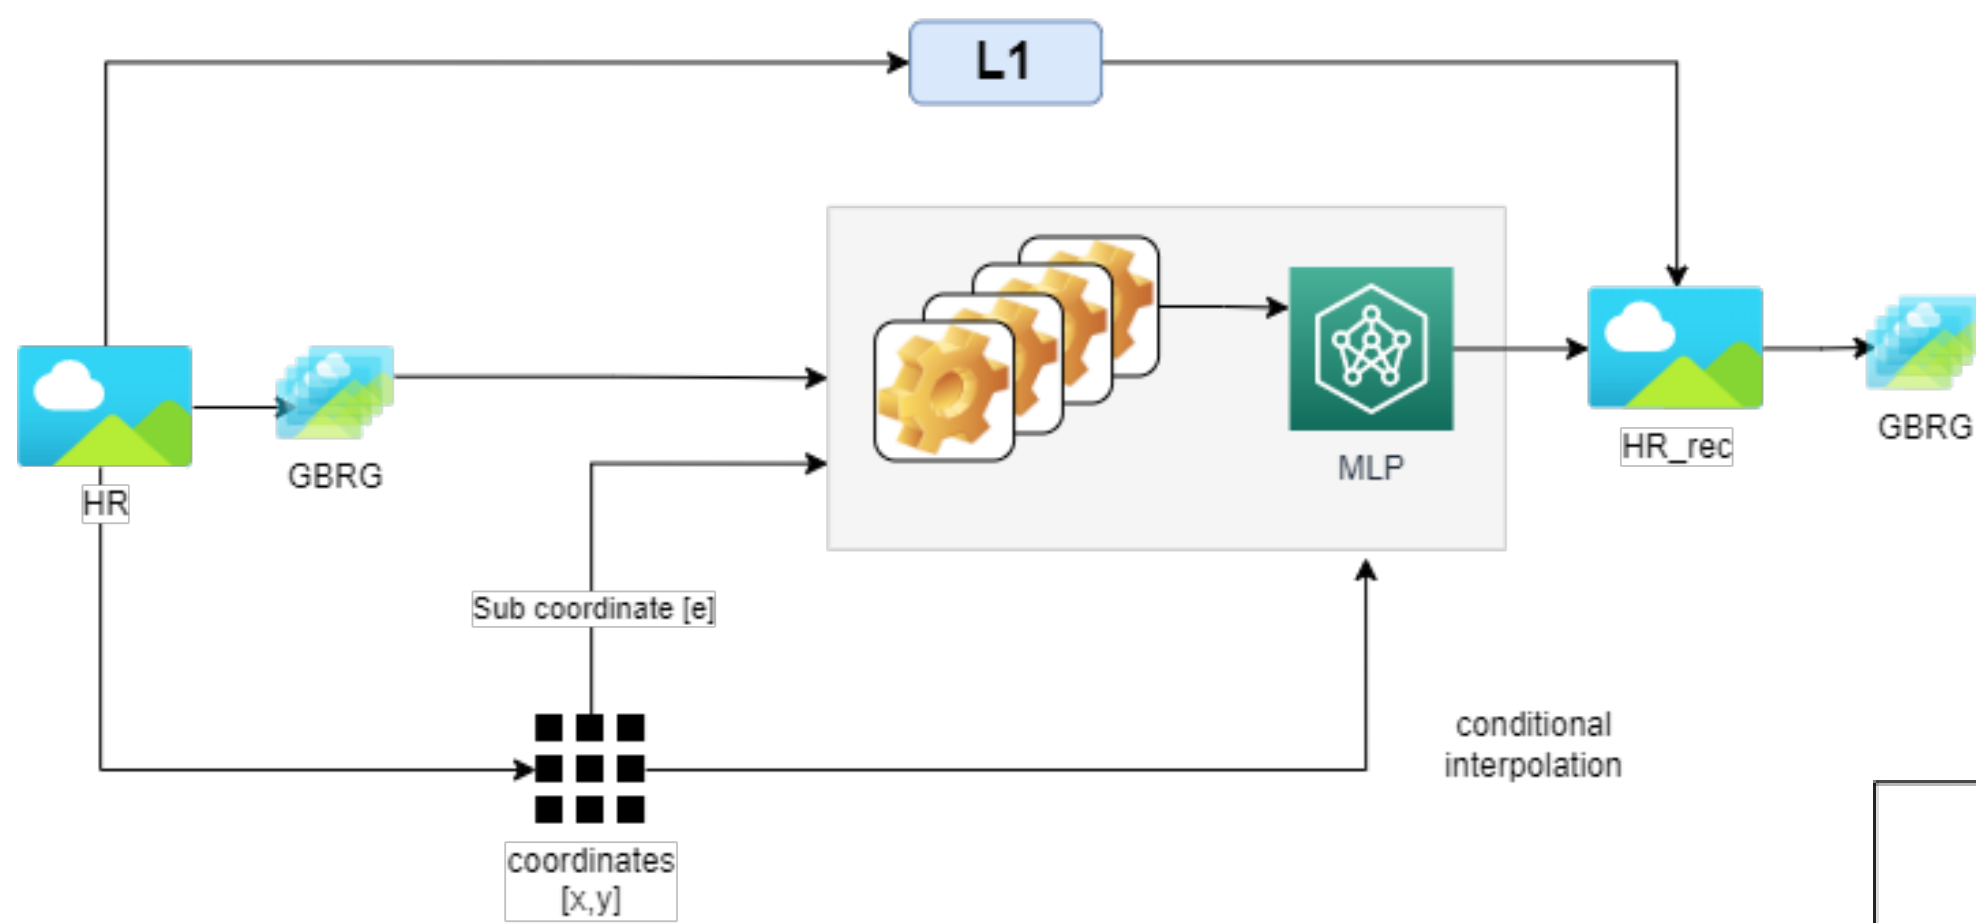 L1
GBRG
HR
MLP
HR_rec
GBRG
Sub coordinate [e]
conditional
interpolation
coordinates
[x,y]